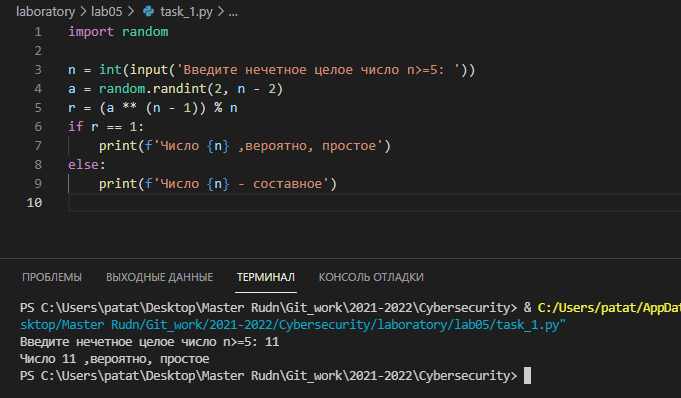 laboratory > lab05 > task_1.py > ...
1 import random
2
3 n = int(input('Введите нечетное целое число n>=5: '))
4 a = random.randint(2, n - 2)
5 r = (a ** (n - 1)) % n
6 if r == 1:
7     print(f'Число {n} ,вероятно, простое')
8 else:
9     print(f'Число {n} - составное')
10
ПРОБЛЕМЫ ВЫХОДНЫЕ ДАННЫЕ ТЕРМИНАЛ КОНСОЛЬ ОТЛАДКИ
PS C:\Users\patat\Desktop\Master Rudn\Git_work\2021-2022\Cybersecurity> & C:/Users/patat/AppDat
sktop/Master Rudn/Git_work/2021-2022/Cybersecurity/laboratory/lab05/task_1.py"
Введите нечетное целое число n>=5: 11
Число 11 ,вероятно, простое
PS C:\Users\patat\Desktop\Master Rudn\Git_work\2021-2022\Cybersecurity>